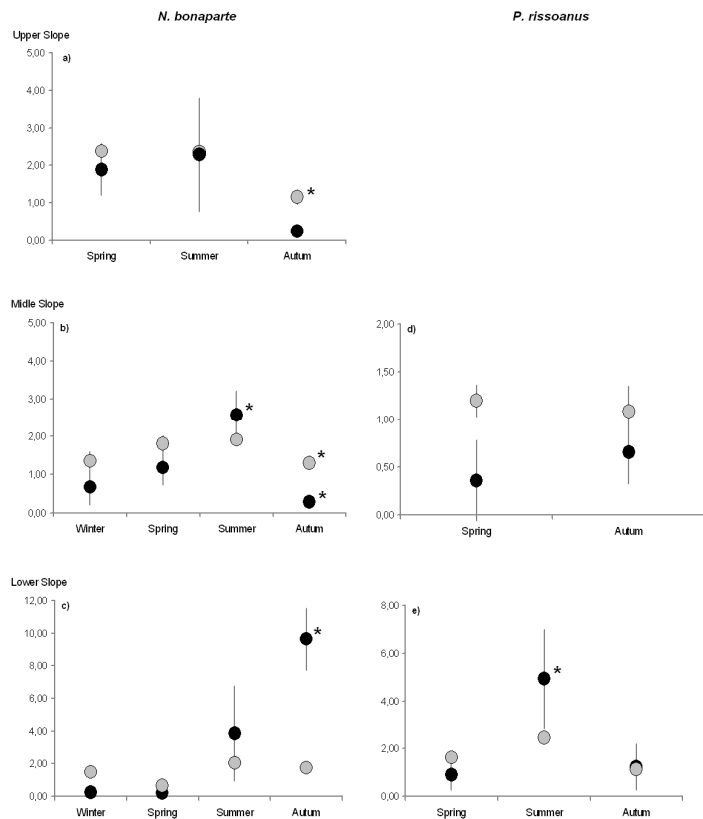 N. bonaparte
P. rissoanus
Upper Slope
a)
5,00
4,00
3,00
2,00
1,00
0,00
*
Spring Summer Autum
Midle Slope
b)
5,00
4,00
3,00
2,00
1,00
0,00
*
*
*
Winter Spring Summer Autum
d)
2,00
1,50
1,00
0,50
0,00
Spring Autum
Lower Slope
c)
12,00
10,00
8,00
6,00
4,00
2,00
0,00
*
Winter Spring Summer Autum
e)
8,00
6,00
4,00
2,00
0,00
*
Spring Summer Autum